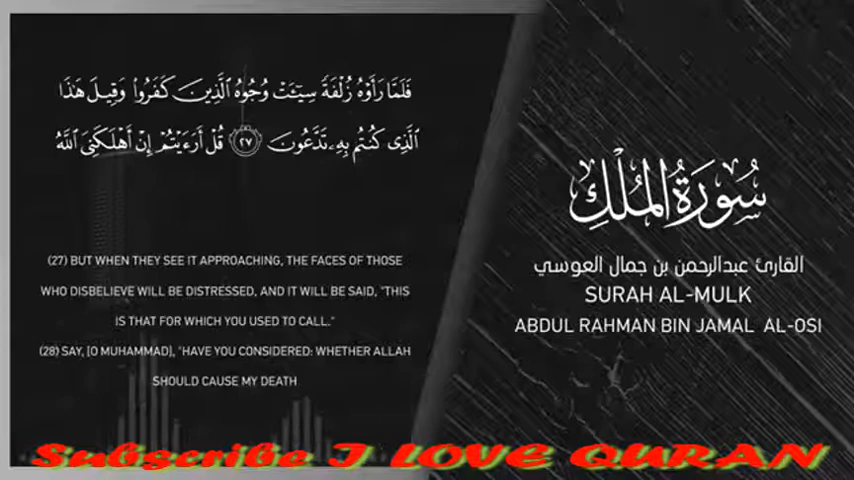 فَلَمَّا رَأَوْهُ زُلْفَةً سِيٓـَٔتْ وُجُوهُ ٱلَّذِينَ كَفَرُوا۟ وَقِيلَ هَٰذَا
ٱلَّذِى كُنتُم بِهِۦ تَدَّعُونَ ٢٧ قُلْ أَرَءَيْتُمْ إِنْ أَهْلَكَنِىَ ٱللَّهُ
(27) BUT WHEN THEY SEE IT APPROACHING, THE FACES OF THOSE
WHO DISBELIEVE WILL BE DISTRESSED, AND IT WILL BE SAID, "THIS
IS THAT FOR WHICH YOU USED TO CALL."
(28) SAY, [O MUHAMMAD], "HAVE YOU CONSIDERED: WHETHER ALLAH
SHOULD CAUSE MY DEATH
سُورَةُ المُلْكِ
القارئ عبدالرحمن بن جمال العوسي
SURAH AL-MULK
ABDUL RAHMAN BIN JAMAL AL-OSI
Subscribe I LOVE QURAN